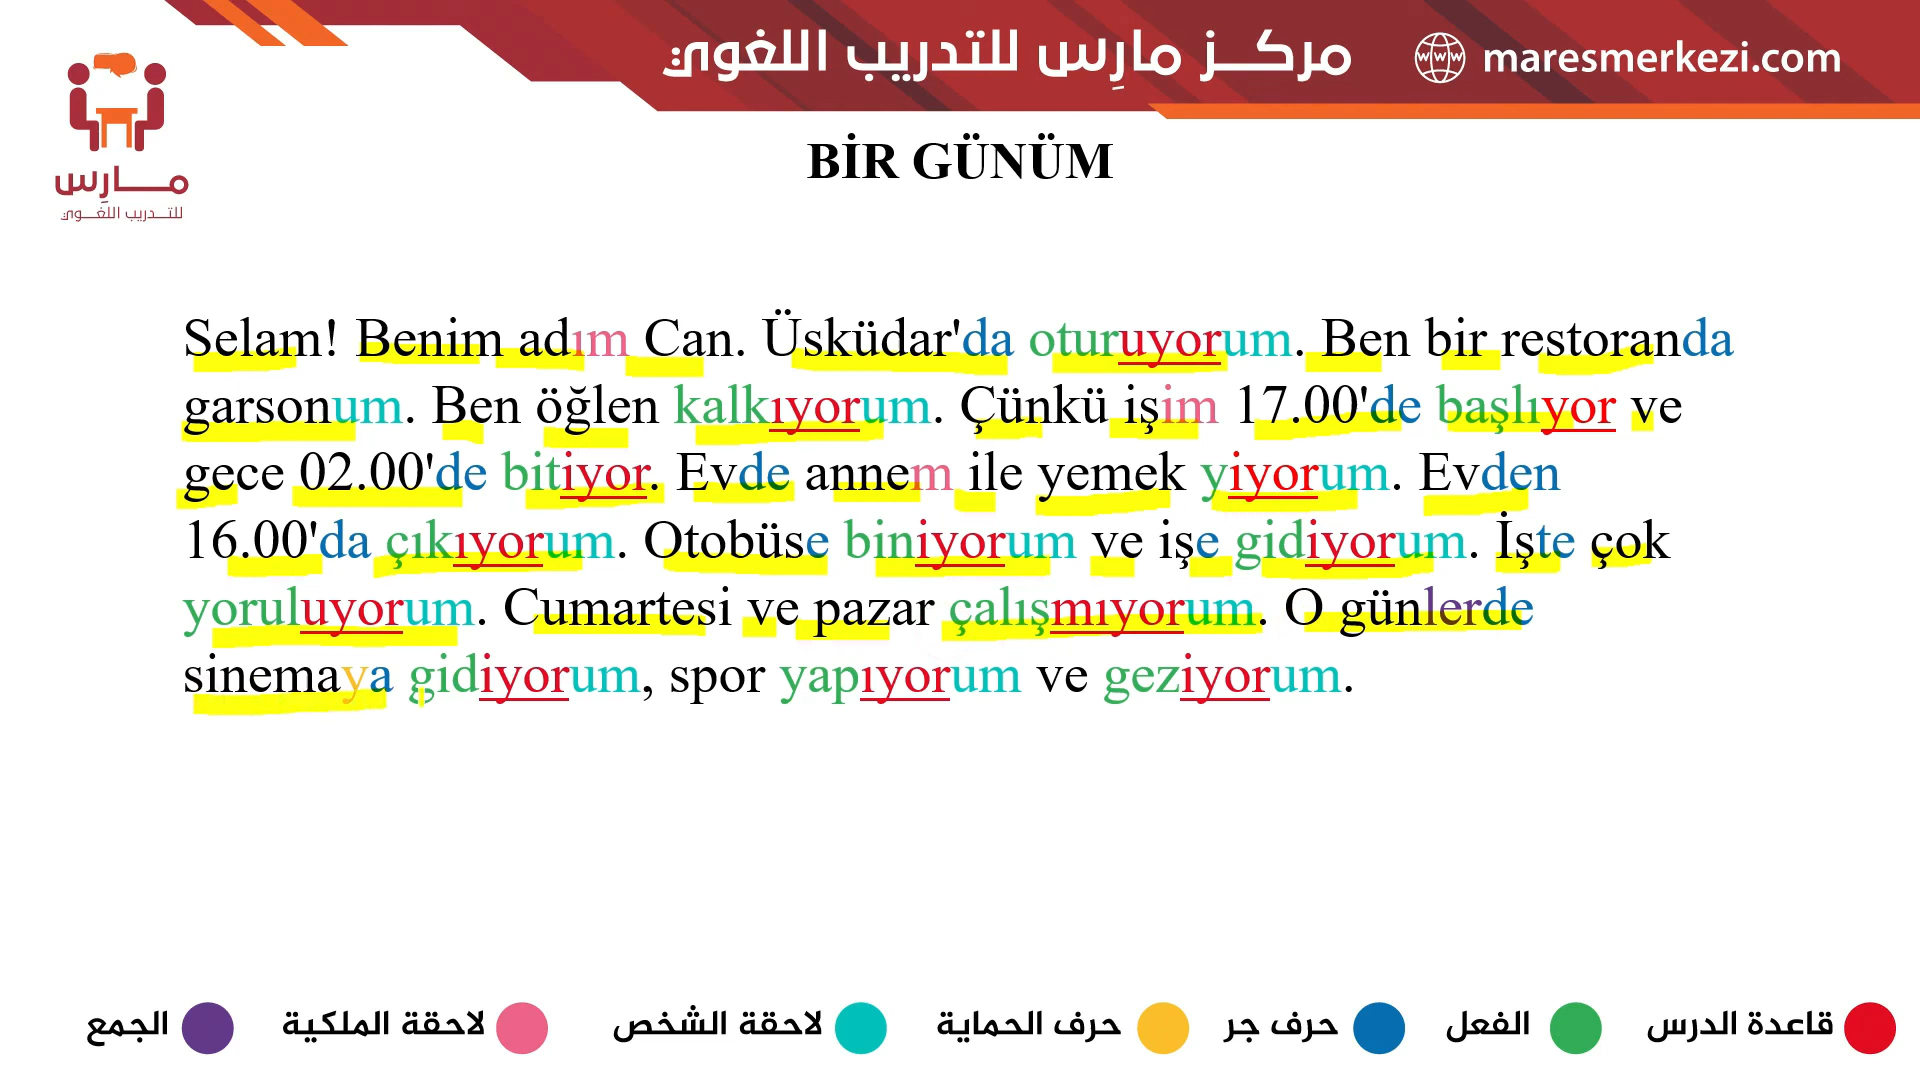 مركـــز مارِس للتدريب اللغوي
maresmerkezi.com
مـــارِس
للتــدريب اللغــوي
BİR GÜNÜM
Selam! Benim adım Can. Üsküdar'da oturuyorum. Ben bir restoranda
garsonum. Ben öğlen kalkıyorum. Çünkü işim 17.00'de başlıyor ve
gece 02.00'de bitiyor. Evde annem ile yemek yiyorum. Evden
16.00'da çıkıyorum. Otobüse biniyorum ve işe gidiyorum. İşte çok
yoruluyorum. Cumartesi ve pazar çalışmıyorum. O günlerde
sinemaya gidiyorum, spor yapıyorum ve geziyorum.
قاعدة الدرس
الفعل
حرف جر
حرف الحماية
لاحقة الشخص
لاحقة الملكية
الجمع